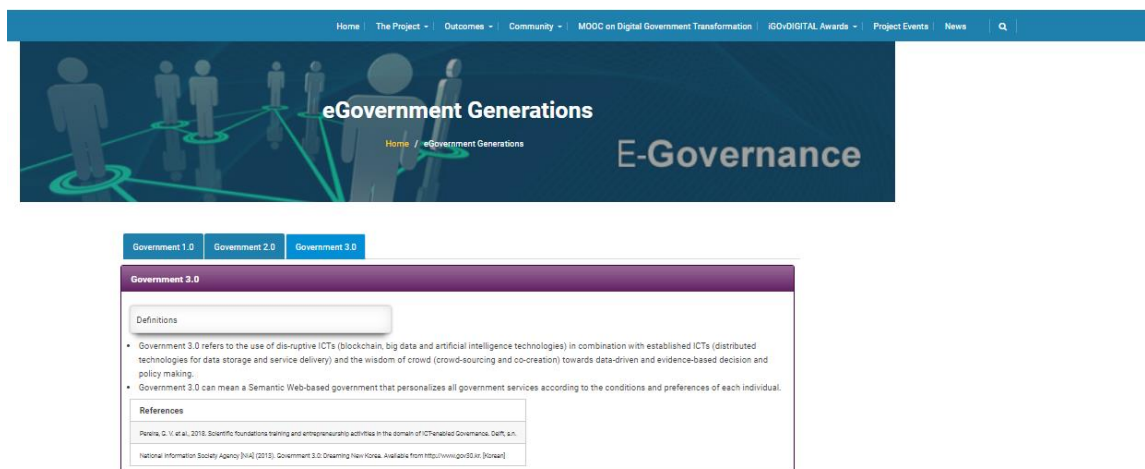 Home The Project Outcomes Community MOOC on Digital Government Transformation iGOvDIGITAL Awards Project Events News
eGovernment Generations
Home / eGovernment Generations
E-Governance
Government 1.0 Government 2.0 Government 3.0
Government 3.0
Definitions
• Government 3.0 refers to the use of dis-ruptive ICTs (blockchain, big data and artificial intelligence technologies) in combination with established ICTs (distributed
technologies for data storage and service delivery) and the wisdom of crowd (crowd-sourcing and co-creation) towards data-driven and evidence-based decision and
policy making.
• Government 3.0 can mean a Semantic Web-based government that personalizes all government services according to the conditions and preferences of each individual.
References
Pereira, G. V. et al., 2018. Scientific foundations training and entrepreneurship activities in the domain of ICT-enabled Governance. Delft, s.n.
National Information Society Agency [NIA] (2013). Government 3.0: Dreaming New Korea. Available from http://www.gov30.kr. [Korean]